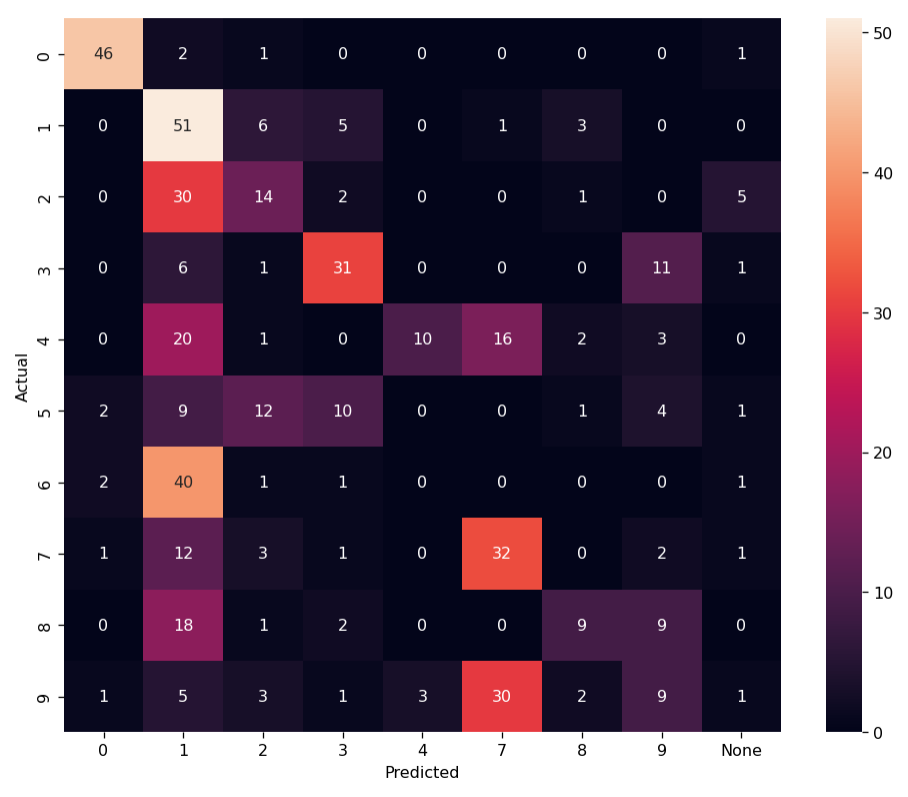 0 46 2 1 0 0 0 0 0 1
1 0 51 6 5 0 1 3 0 0
2 0 30 14 2 0 0 1 0 5
3 0 6 1 31 0 0 0 11 1
4 0 20 1 0 10 16 2 3 0
5 2 9 12 10 0 0 1 4 1
6 2 40 1 1 0 0 0 0 1
7 1 12 3 1 0 32 0 2 1
8 0 18 1 2 0 0 9 9 0
9 1 5 3 1 3 30 2 9 1
0 1 2 3 4 7 8 9 None
Predicted
Actual
50
40
30
20
10
0